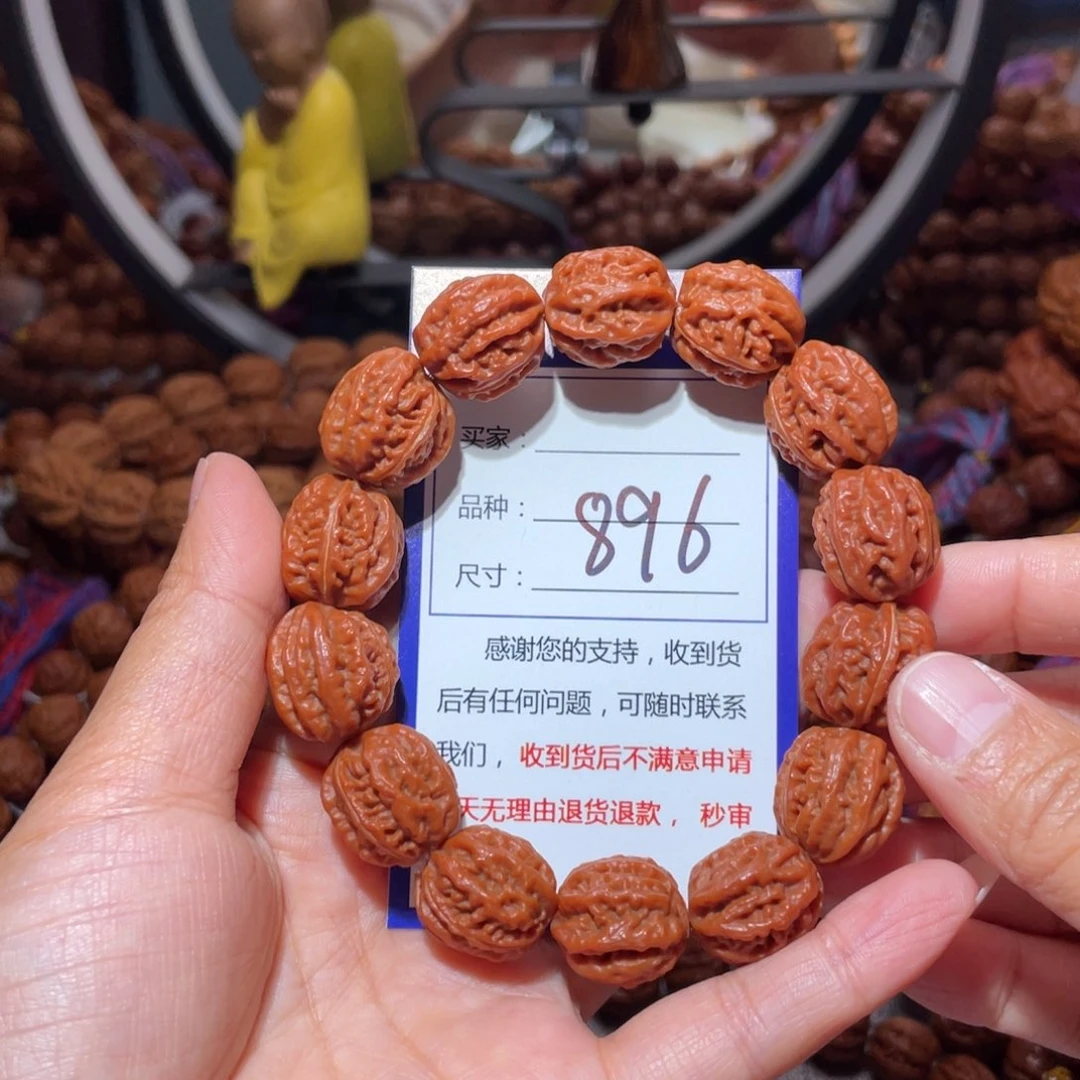 买家：
品种：
896
尺寸：
感谢您的支持，收到货
后有任何问题，可随时联系
我们，收到货后不满意申请
天无理由退货退款，秒审